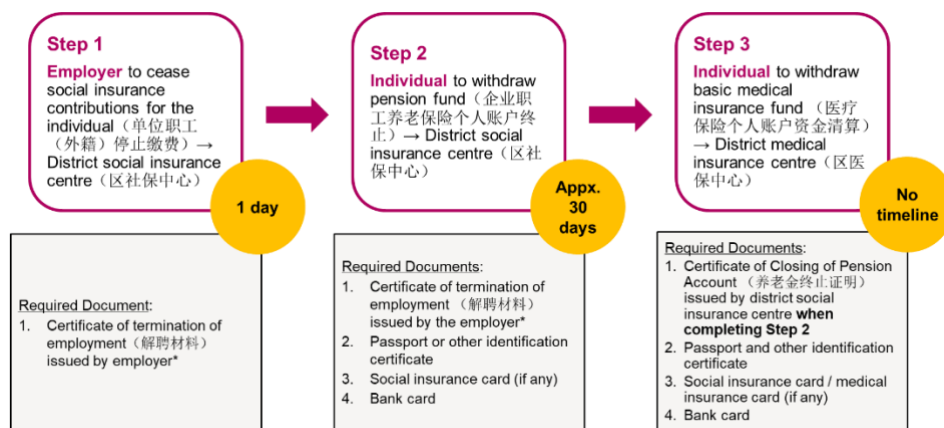 Step 1
Employer to cease
social insurance
contributions for the
individual（单位职工
（外籍）停止缴费）→
District social insurance
centre（区社保中心）
1 day
Required Document:
1. Certificate of termination of
employment（解聘材料）
issued by employer*
Step 2
Individual to withdraw
pension fund（企业职
工养老保险个人账户终
止）→ District social
insurance centre（区社
保中心）
Appx.
30
days
Required Documents:
1. Certificate of termination of
employment （解聘材料）
issued by the employer*
2. Passport or other identification
certificate
3. Social insurance card (if any)
4. Bank card
Step 3
Individual to withdraw
basic medical
insurance fund （医疗
保险个人账户资金清算）
→ District medical
insurance centre（区医
保中心）
No
timeline
Required Documents:
1. Certificate of Closing of Pension
Account （养老金终止证明）
issued by district social
insurance centre when
completing Step 2
2. Passport and other identification
certificate
3. Social insurance card / medical
insurance card (if any)
4. Bank card